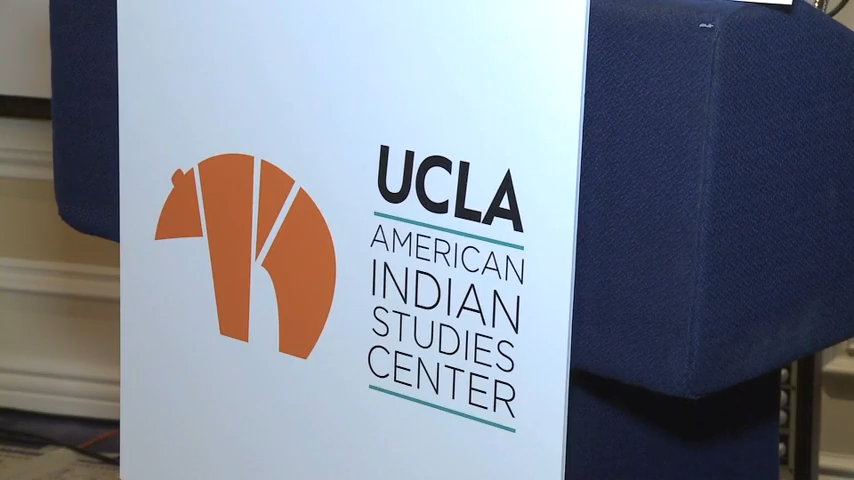 UCLA
AMERICAN
INDIAN
STUDIES
CENTER